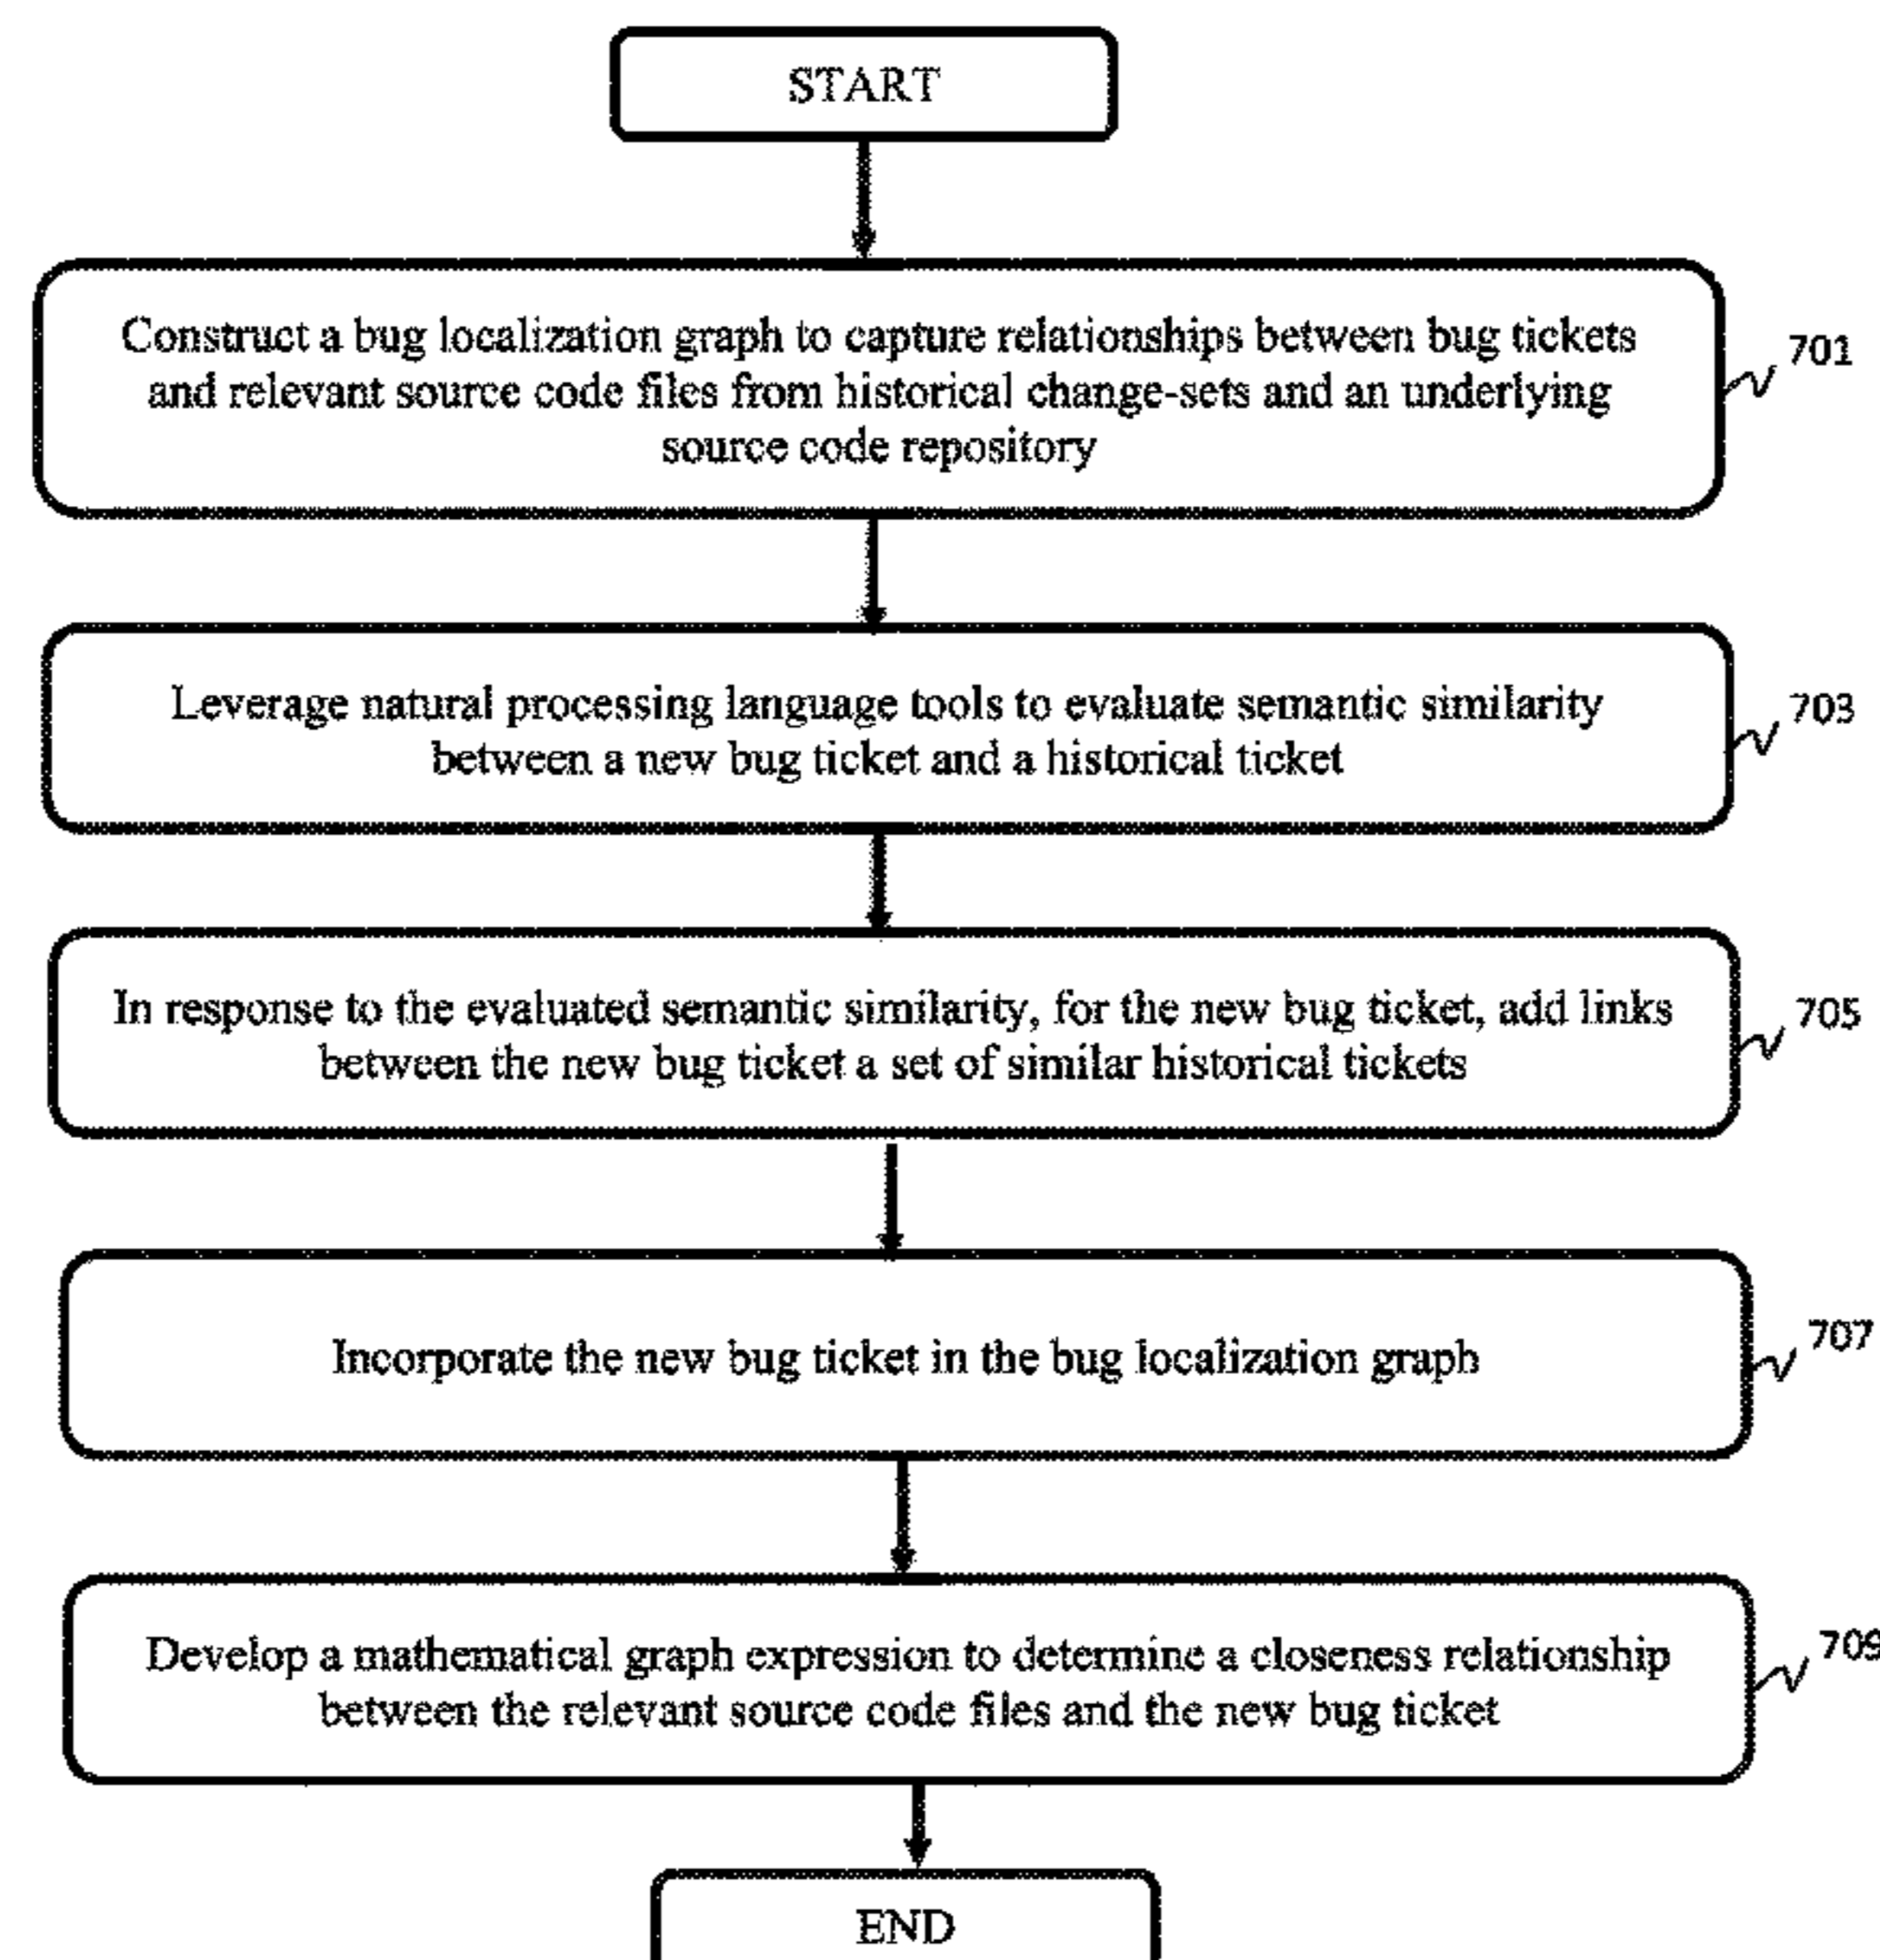 START
Construct a bug localization graph to capture relationships between bug tickets
and relevant source code files from historical change-sets and an underlying
source code repository
701
Leverage natural processing language tools to evaluate semantic similarity
between a new bug ticket and a historical ticket
703
In response to the evaluated semantic similarity, for the new bug ticket, add links
between the new bug ticket a set of similar historical tickets
705
Incorporate the new bug ticket in the bug localization graph
707
Develop a mathematical graph expression to determine a closeness relationship
between the relevant source code files and the new bug ticket
709
END